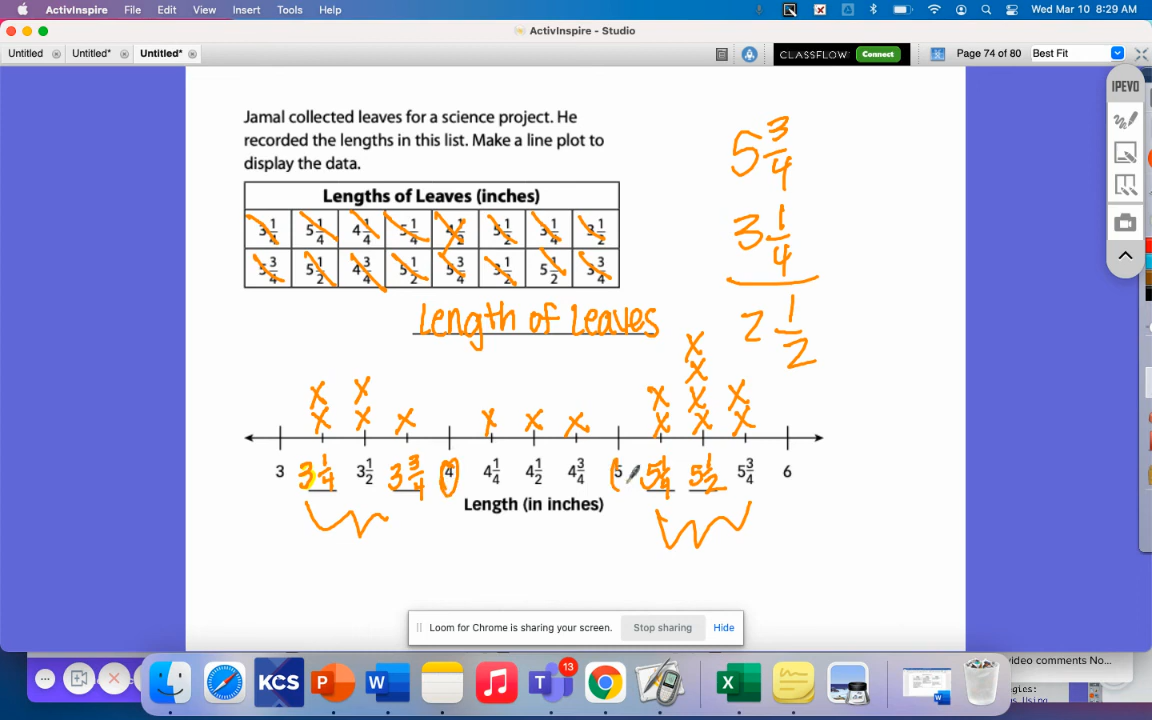 ActivInspire File Edit View Insert Tools Help Wed Mar 10 8:29 AM
ActivInspire - Studio
Untitled Untitled* Untitled* CLASSFLOW Connect Page 74 of 80 Best Fit
IPEVO
Jamal collected leaves for a science project. He
recorded the lengths in this list. Make a line plot to
display the data.
Lengths of Leaves (inches)
3 1/4 5 1/4 4 1/4 5 1/4 4 1/2 5 1/2 3 1/4 3 1/2
5 3/4 5 1/2 4 3/4 5 1/2 5 3/4 3 1/2 5 1/2 3 3/4
5 3/4
3 1/4
2 1/2
Length of Leaves
x
x
x x x x
x x x x x x x x x
3 3 1/4 3 1/2 3 3/4 4 4 1/4 4 1/2 4 3/4 5 5 1/4 5 1/2 5 3/4 6
Length (in inches)
Loom for Chrome is sharing your screen. Stop sharing Hide
KCS P W T 13 X W
video comments No...